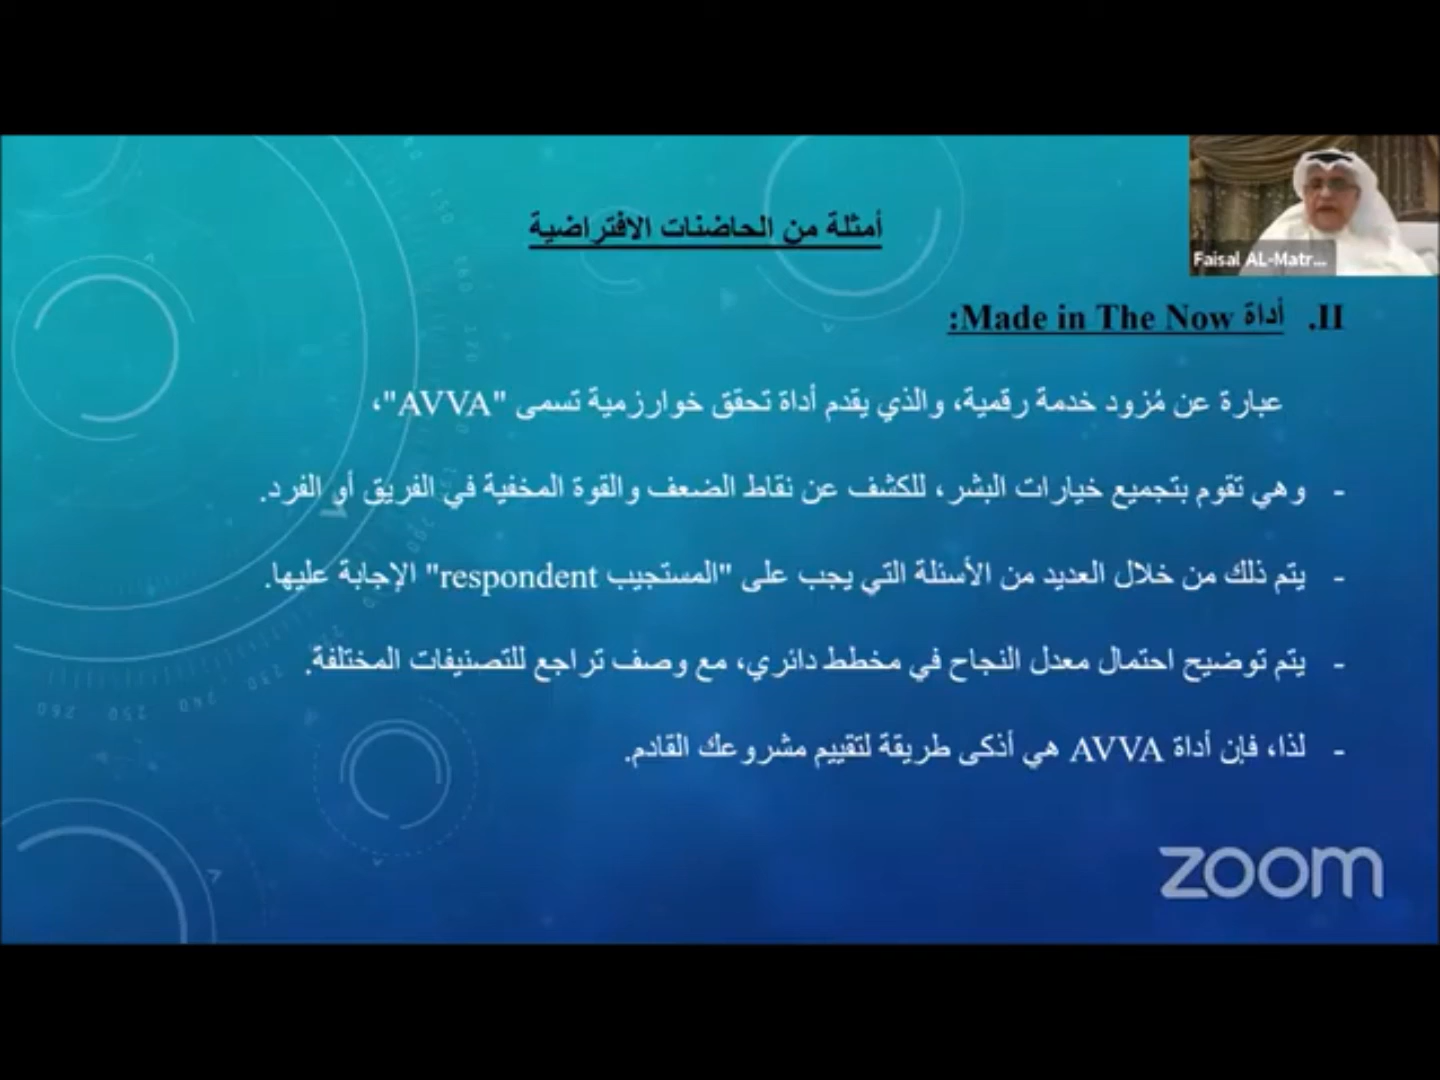 أمثلة من الحاضنات الافتراضية
Faisal AL-Matr...
II. أداة Made in The Now:
عبارة عن مُزود خدمة رقمية، والذي يقدم أداة تحقق خوارزمية تسمى "AVVA"،
- وهي تقوم بتجميع خيارات البشر، للكشف عن نقاط الضعف والقوة المخفية في الفريق أو الفرد.
- يتم ذلك من خلال العديد من الأسئلة التي يجب على "المستجيب respondent" الإجابة عليها.
- يتم توضيح احتمال معدل النجاح في مخطط دائري، مع وصف تراجع للتصنيفات المختلفة.
- لذا، فإن أداة AVVA هي أذكى طريقة لتقييم مشروعك القادم.
zoom